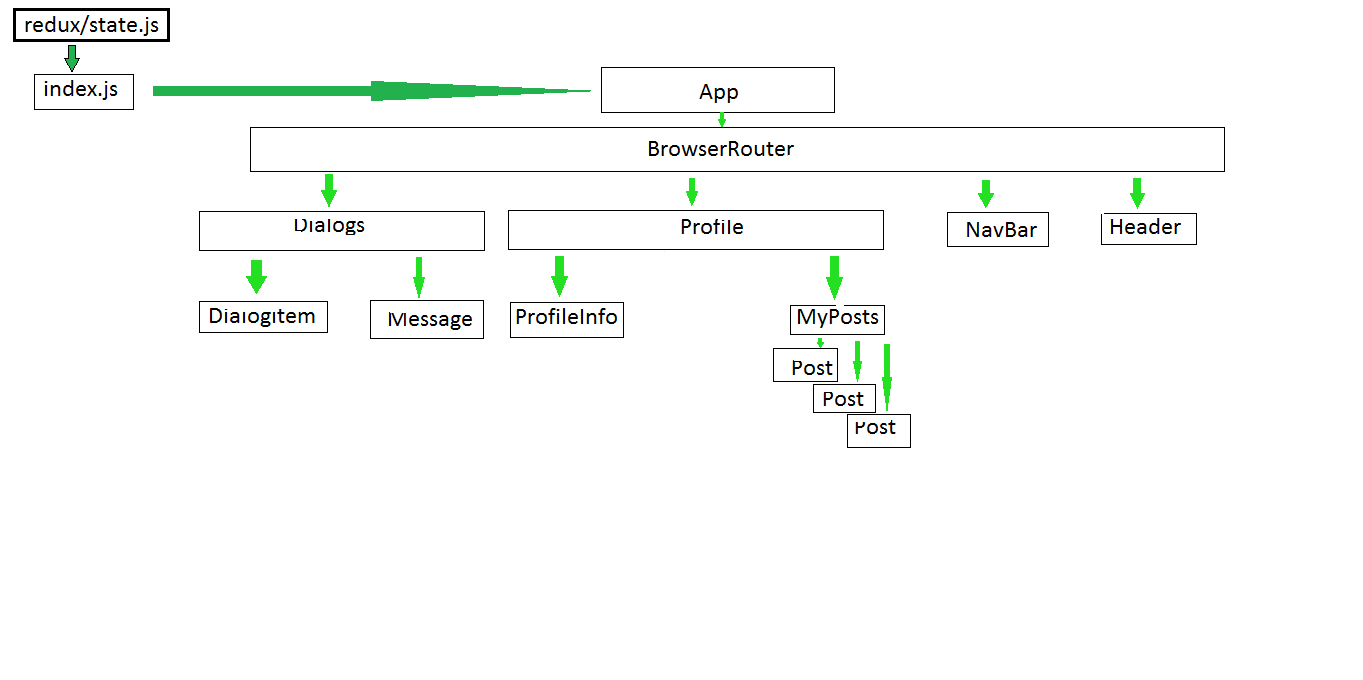 redux/state.js
index.js
App
BrowserRouter
Dialogs
Profile
NavBar
Header
DialogItem
Message
ProfileInfo
MyPosts
Post
Post
Post